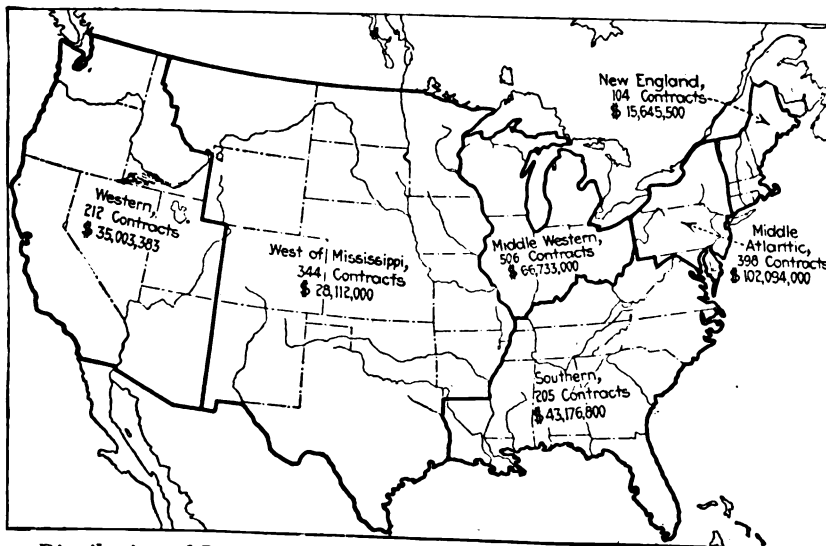 New England,
104 Contracts
$ 15,645,500
Western,
212 Contracts
$ 35,003,383
West of Mississippi,
344 Contracts
$ 28,112,000
Middle Western,
506 Contracts
$ 66,733,000
Middle
Atlantic,
398 Contracts
$ 102,094,000
Southern,
205 Contracts
$ 43,176,800